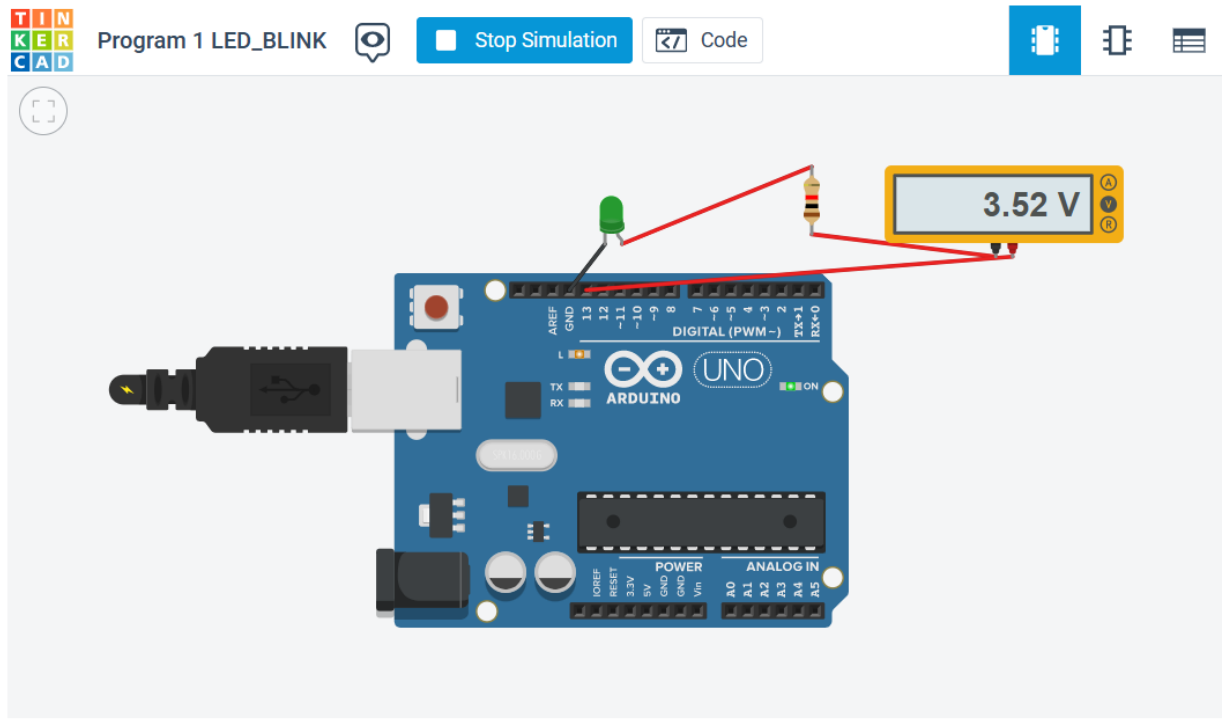 TIN
KER
CAD
Program 1 LED_BLINK
Stop Simulation
Code
3.52 V
A
V
R
AREF
GND
13
12
~11
~10
~9
8
7
~6
~5
4
~3
2
TX→1
RX←0
DIGITAL (PWM~)
L
TX
RX
UNO
ARDUINO
ON
POWER
ANALOG IN
IOREF
RESET
3.3V
5V
GND
GND
Vin
A0
A1
A2
A3
A4
A5